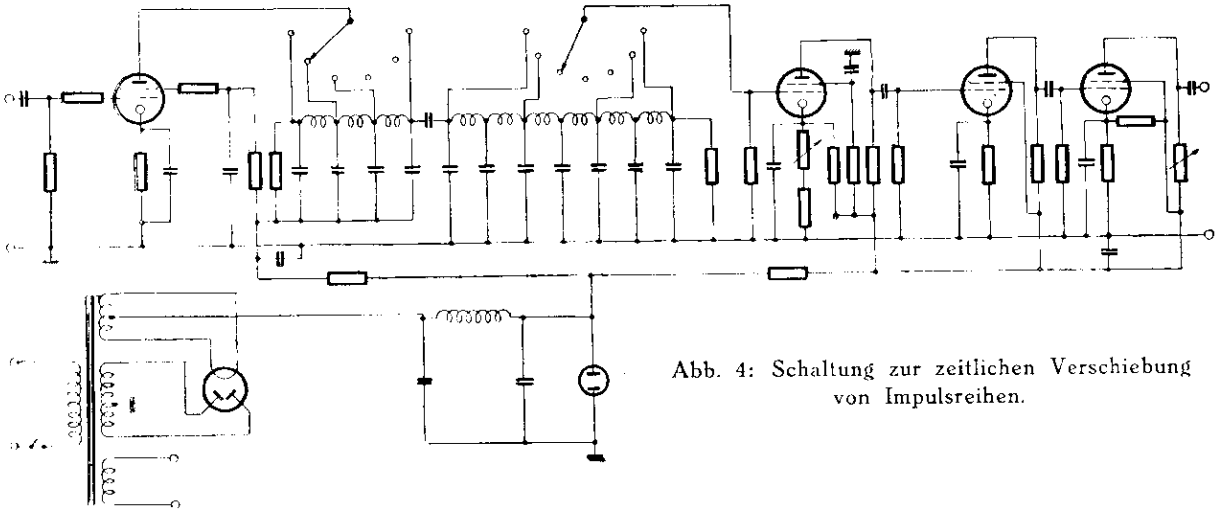 Abb. 4: Schaltung zur zeitlichen Verschiebung
von Impulsreihen.